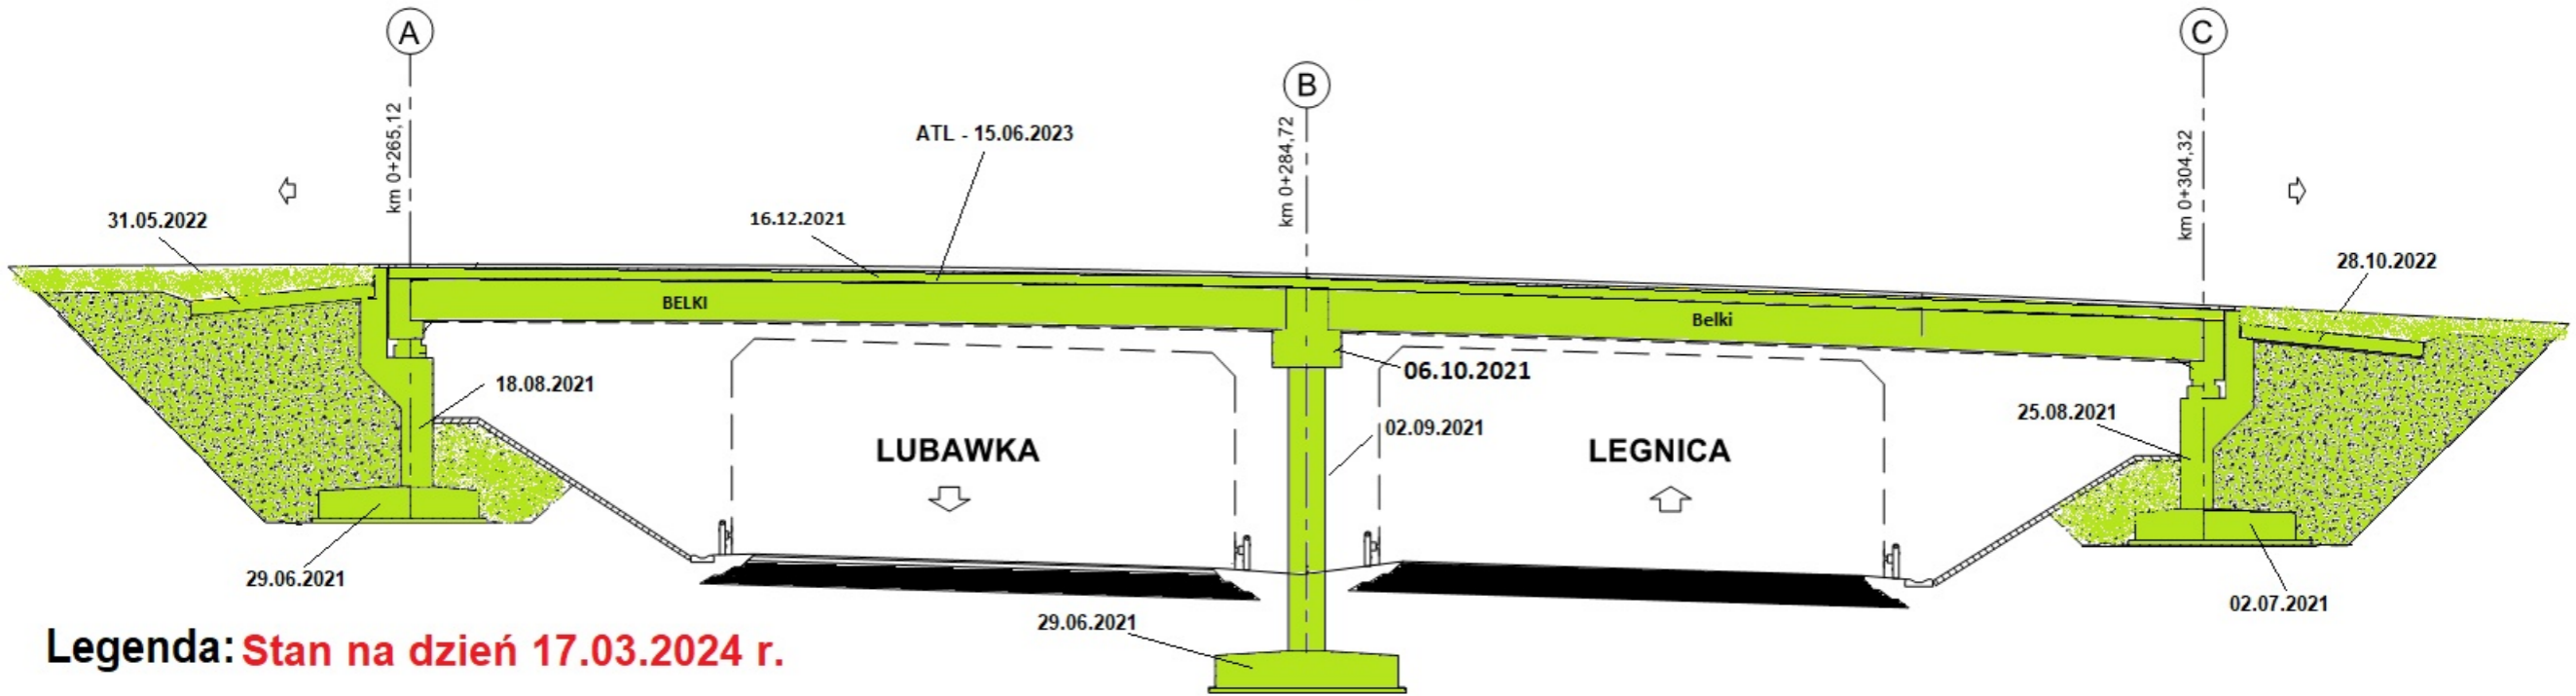 A
B
C
km 0+265,12
km 0+284,72
km 0+304,32
ATL - 15.06.2023
31.05.2022
16.12.2021
28.10.2022
BELKI
Belki
18.08.2021
06.10.2021
25.08.2021
02.09.2021
LUBAWKA
LEGNICA
29.06.2021
02.07.2021
29.06.2021
Legenda: Stan na dzień 17.03.2024 r.